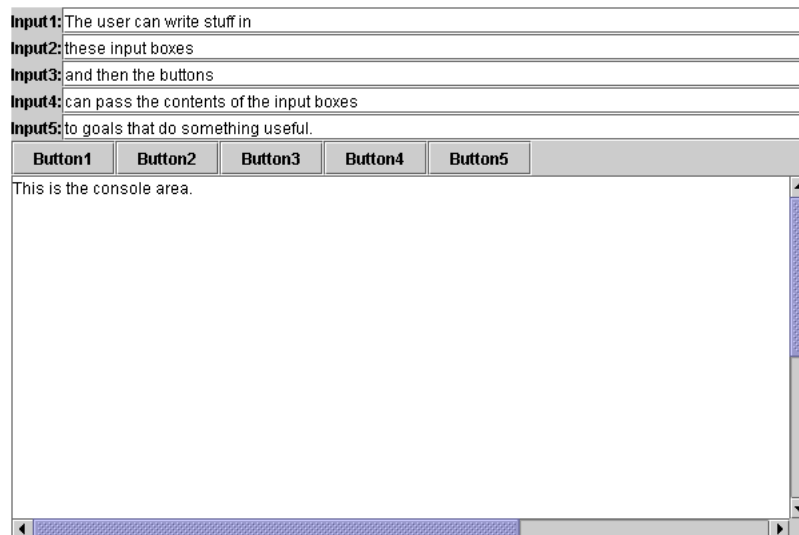 Input1: The user can write stuff in
Input2: these input boxes
Input3: and then the buttons
Input4: can pass the contents of the input boxes
Input5: to goals that do something useful.
Button1 Button2 Button3 Button4 Button5
This is the console area.